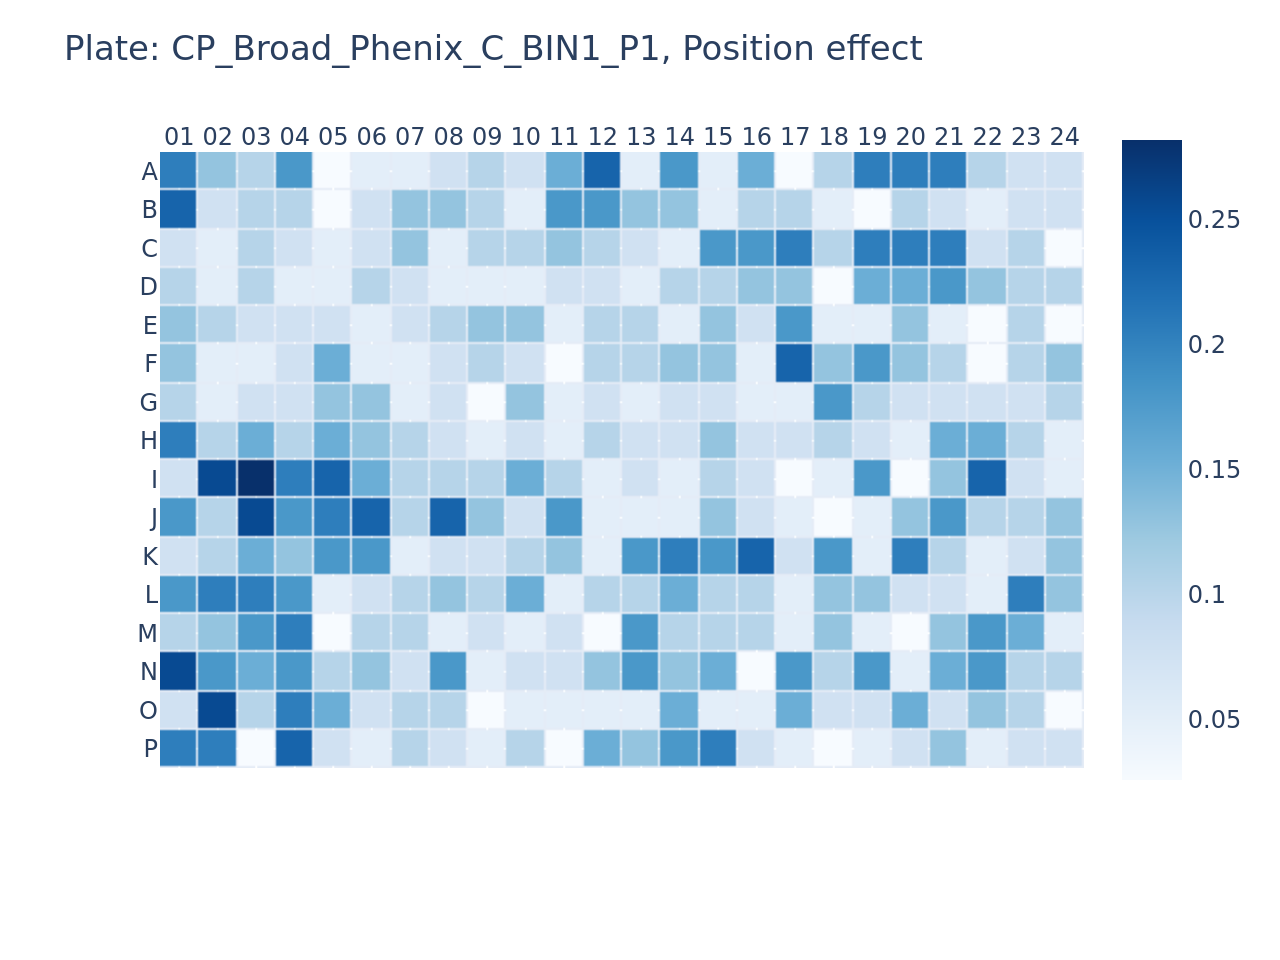 Plate: CP_Broad_Phenix_C_BIN1_P1, Position effect
01 02 03 04 05 06 07 08 09 10 11 12 13 14 15 16 17 18 19 20 21 22 23 24
A
B
C
D
E
F
G
H
I
J
K
L
M
N
O
P
0.25
0.2
0.15
0.1
0.05